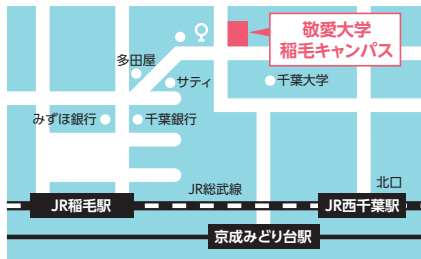 敬愛大学
稲毛キャンパス
多田屋
サティ
千葉大学
みずほ銀行
千葉銀行
JR総武線
北口
JR稲毛駅
JR西千葉駅
京成みどり台駅